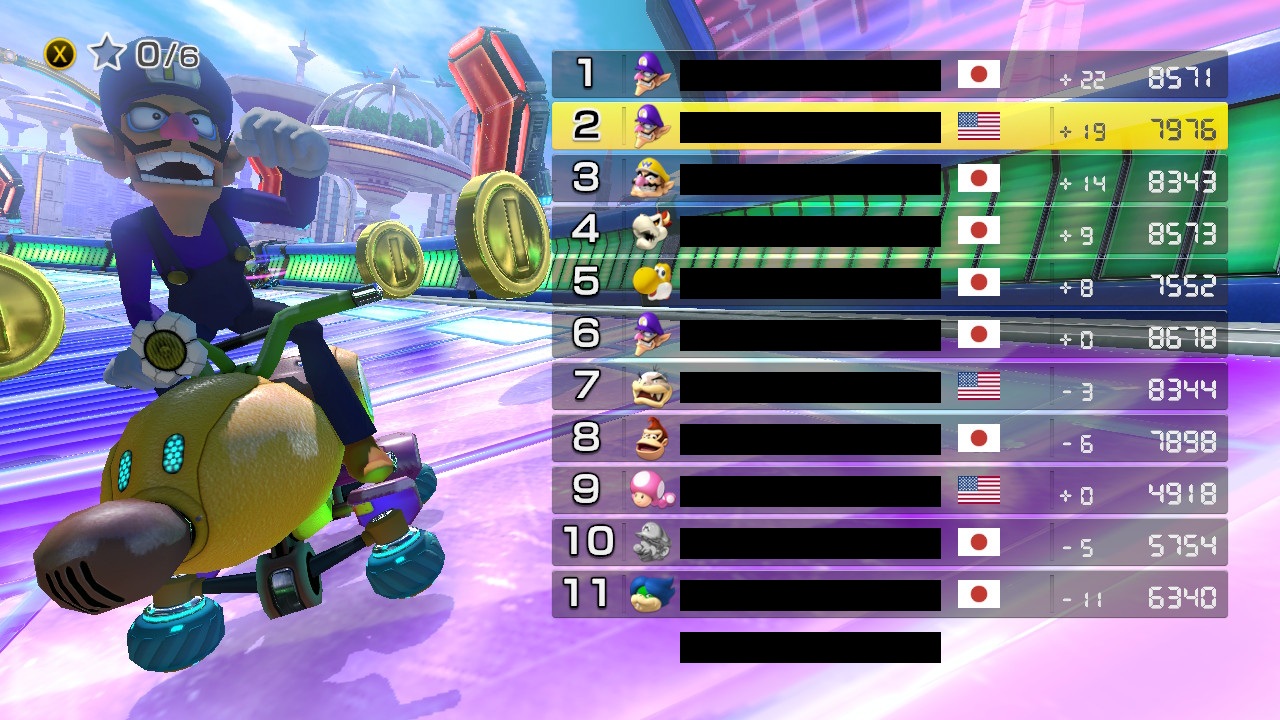 X 0/6
1 + 22 8571
2 + 19 7976
3 + 14 8343
4 + 9 8573
5 + 8 7552
6 + 0 8678
7 - 3 8344
8 - 6 7898
9 + 0 4918
10 - 5 5754
11 - 11 6340